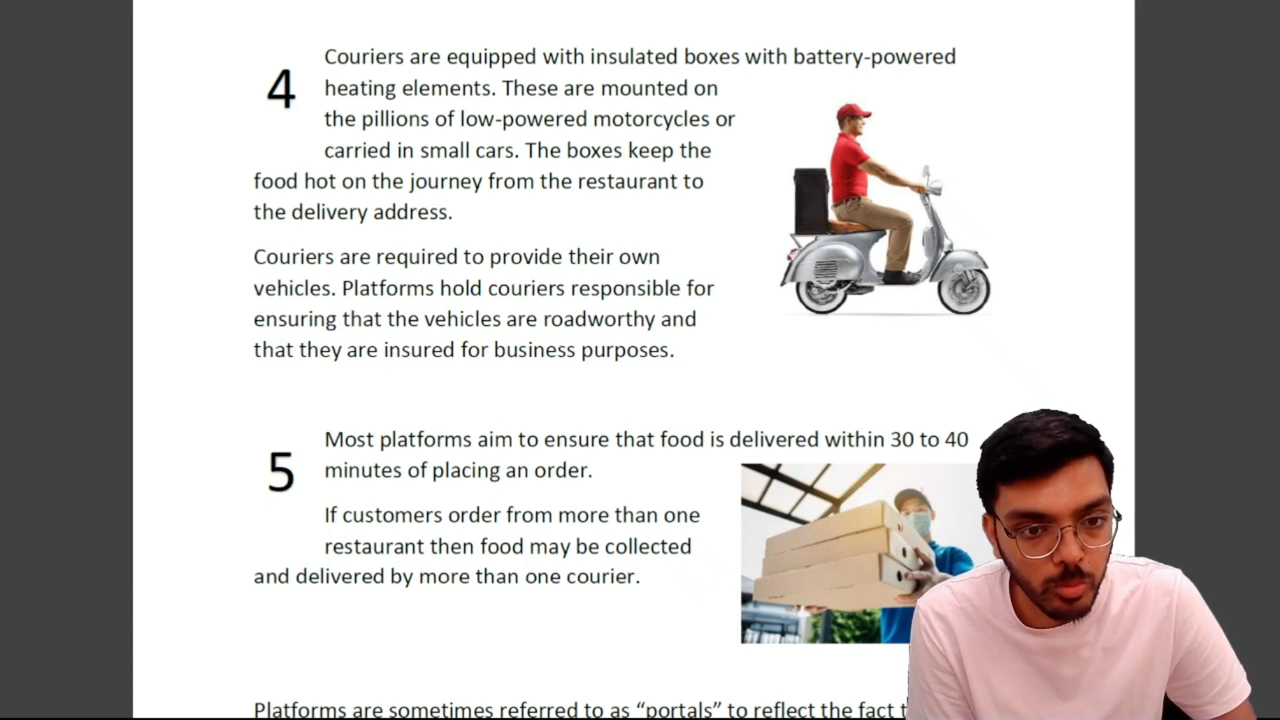 Couriers are equipped with insulated boxes with battery-powered
4
heating elements. These are mounted on
the pillions of low-powered motorcycles or
carried in small cars. The boxes keep the
food hot on the journey from the restaurant to
the delivery address.
Couriers are required to provide their own
vehicles. Platforms hold couriers responsible for
ensuring that the vehicles are roadworthy and
that they are insured for business purposes.
Most platforms aim to ensure that food is delivered within 30 to 40
5
minutes of placing an order.
If customers order from more than one
restaurant then food may be collected
and delivered by more than one courier.
Platforms are sometimes referred to as “portals” to reflect the fact